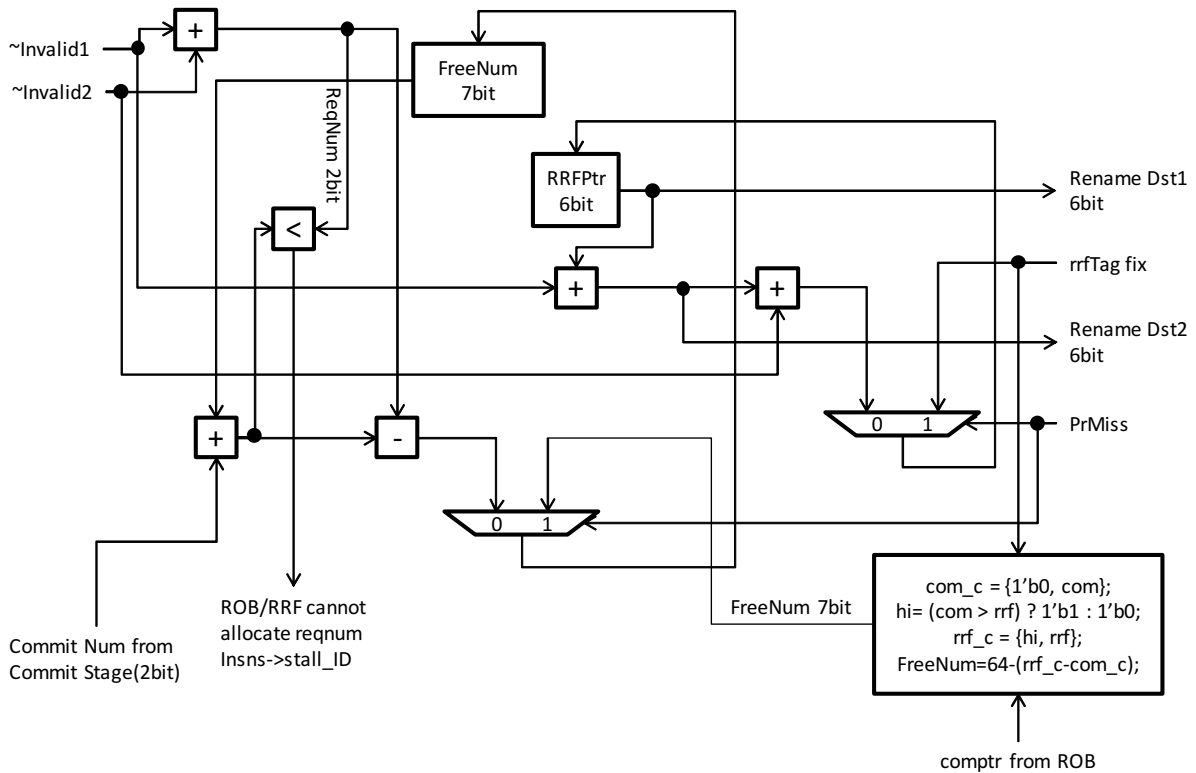 +
~Invalid1
~Invalid2
FreeNum
7bit
ReqNum 2bit
RRFPtr
6bit
Rename Dst1
6bit
<
rrfTag fix
+
+
Rename Dst2
6bit
+
-
0 1
PrMiss
0 1
com_c = {1'b0, com};
hi= (com > rrf) ? 1'b1 : 1'b0;
rrf_c = {hi, rrf};
FreeNum=64-(rrf_c-com_c);
FreeNum 7bit
ROB/RRF cannot
allocate reqnum
Insns->stall_ID
Commit Num from
Commit Stage(2bit)
comptr from ROB